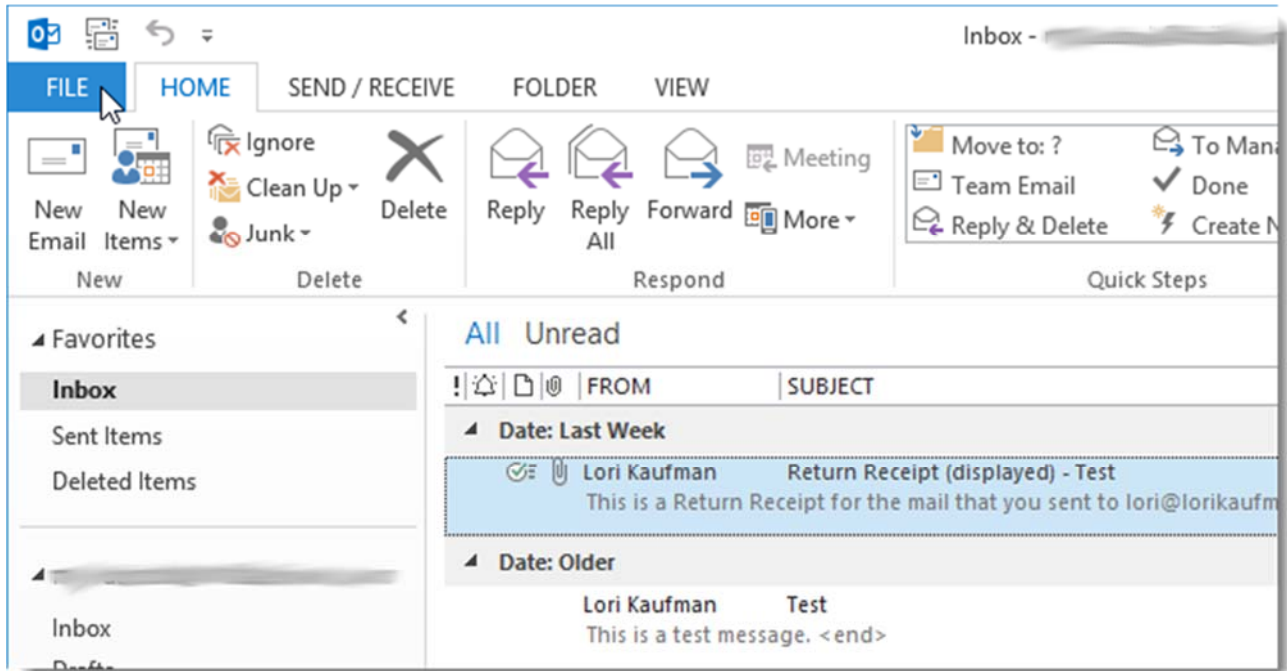 Inbox -
FILE HOME SEND / RECEIVE FOLDER VIEW
Ignore
Clean Up
Junk
New Email
New Items
Delete
Reply
Reply All
Forward
Meeting
More
Move to: ?
Team Email
Reply & Delete
To Mana
Done
Create N
New Delete Respond Quick Steps
Favorites
Inbox
Sent Items
Deleted Items
Inbox
All Unread
! FROM SUBJECT
Date: Last Week
Lori Kaufman Return Receipt (displayed) - Test
This is a Return Receipt for the mail that you sent to lori@lorikaufm
Date: Older
Lori Kaufman Test
This is a test message. <end>